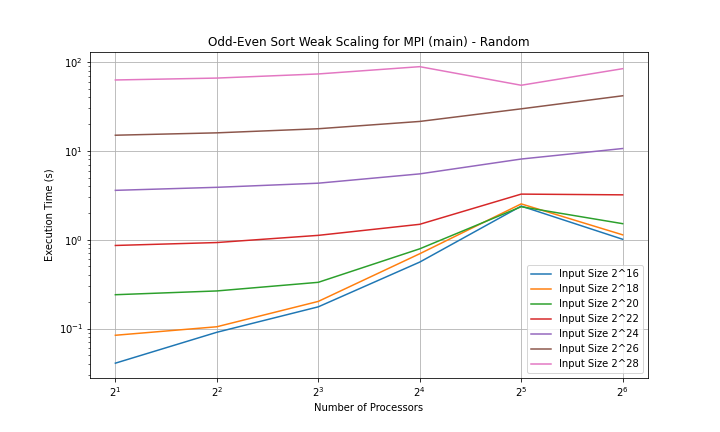 Odd-Even Sort Weak Scaling for MPI (main) - Random
Execution Time (s)
10^2
10^1
10^0
10^-1
2^1 2^2 2^3 2^4 2^5 2^6
Number of Processors
Input Size 2^16
Input Size 2^18
Input Size 2^20
Input Size 2^22
Input Size 2^24
Input Size 2^26
Input Size 2^28